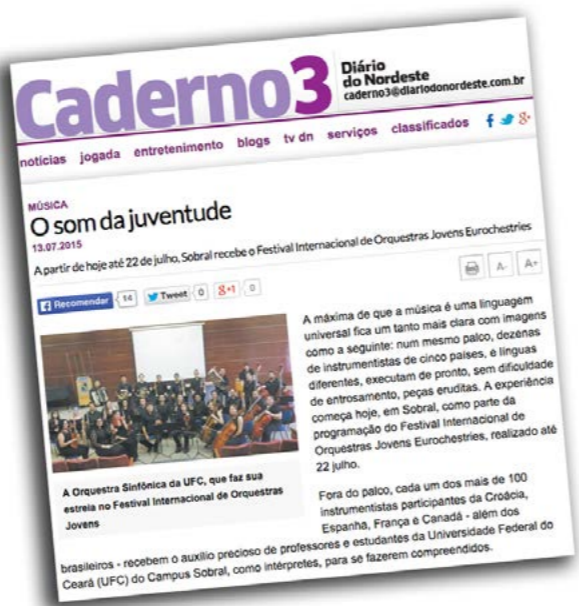 Caderno3
Diário
do Nordeste
caderno3@diariodonordeste.com.br
notícias jogada entretenimento blogs tv dn serviços classificados
MÚSICA
O som da juventude
13.07.2015
A partir de hoje até 22 de julho, Sobral recebe o Festival Internacional de Orquestras Jovens Eurochestries
Recomendar 14 Tweet 0 g+1 0
A- A+
A máxima de que a música é uma linguagem
universal fica um tanto mais clara com imagens
como a seguinte: num mesmo palco, dezenas
de instrumentistas de cinco países, e línguas
diferentes, executam de pronto, sem dificuldade
de entrosamento, peças eruditas. A experiência
começa hoje, em Sobral, como parte da
programação do Festival Internacional de
Orquestras Jovens Eurochestries, realizado até
22 julho.
A Orquestra Sinfônica da UFC, que faz sua
estreia no Festival Internacional de Orquestras
Jovens
Fora do palco, cada um dos mais de 100
instrumentistas participantes da Croácia,
Espanha, França e Canadá - além dos
brasileiros - recebem o auxílio precioso de professores e estudantes da Universidade Federal do
Ceará (UFC) do Campus Sobral, como intérpretes, para se fazerem compreendidos.